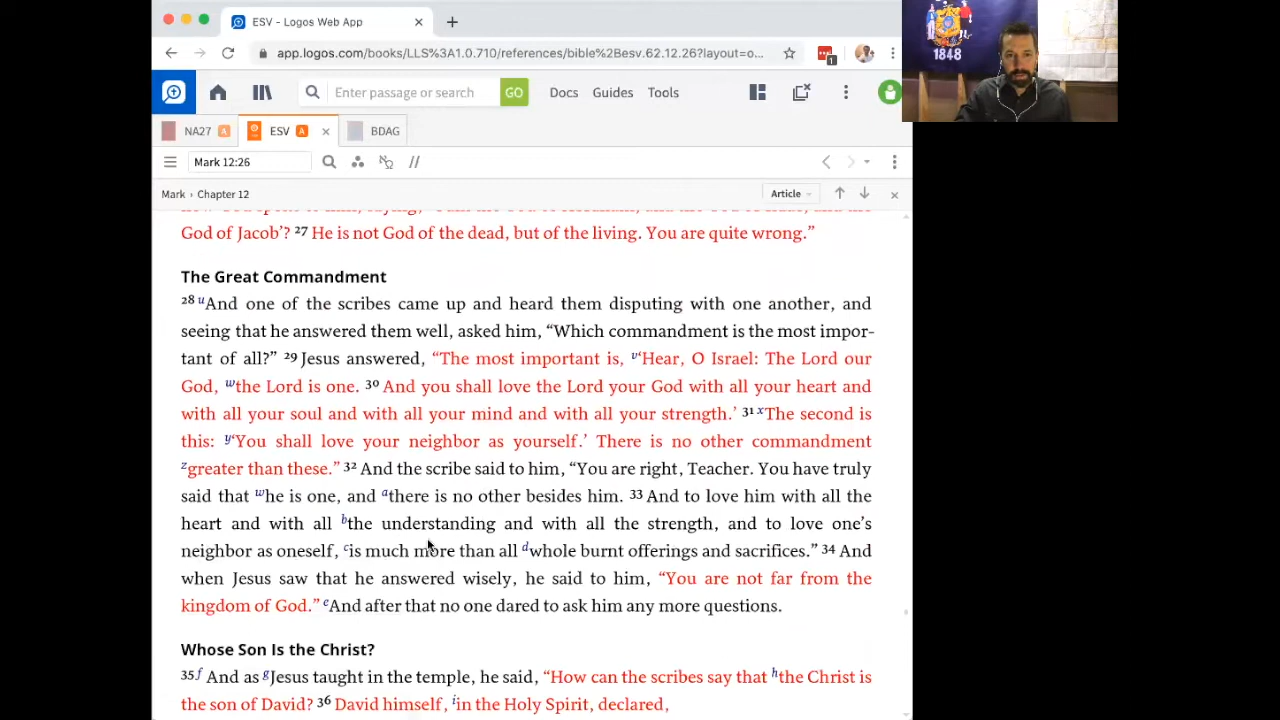 ESV - Logos Web App
app.logos.com/books/LLS%3A1.0.710/references/bible%2Besv.62.12.26?layout=o...
1
1848
Enter passage or search
GO
Docs
Guides
Tools
NA27 A
ESV A
BDAG
Mark 12:26
//
Mark › Chapter 12
Article
God of Jacob’? 27 He is not God of the dead, but of the living. You are quite wrong.”
The Great Commandment
28 u And one of the scribes came up and heard them disputing with one another, and
seeing that he answered them well, asked him, “Which commandment is the most impor-
tant of all?” 29 Jesus answered, “The most important is, v ‘Hear, O Israel: The Lord our
God, w the Lord is one. 30 And you shall love the Lord your God with all your heart and
with all your soul and with all your mind and with all your strength.’ 31 x The second is
this: y ‘You shall love your neighbor as yourself.’ There is no other commandment
z greater than these.” 32 And the scribe said to him, “You are right, Teacher. You have truly
said that w he is one, and a there is no other besides him. 33 And to love him with all the
heart and with all b the understanding and with all the strength, and to love one’s
neighbor as oneself, c is much more than all d whole burnt offerings and sacrifices.” 34 And
when Jesus saw that he answered wisely, he said to him, “You are not far from the
kingdom of God.” e And after that no one dared to ask him any more questions.
Whose Son Is the Christ?
35 f And as g Jesus taught in the temple, he said, “How can the scribes say that h the Christ is
the son of David? 36 David himself, i in the Holy Spirit, declared,